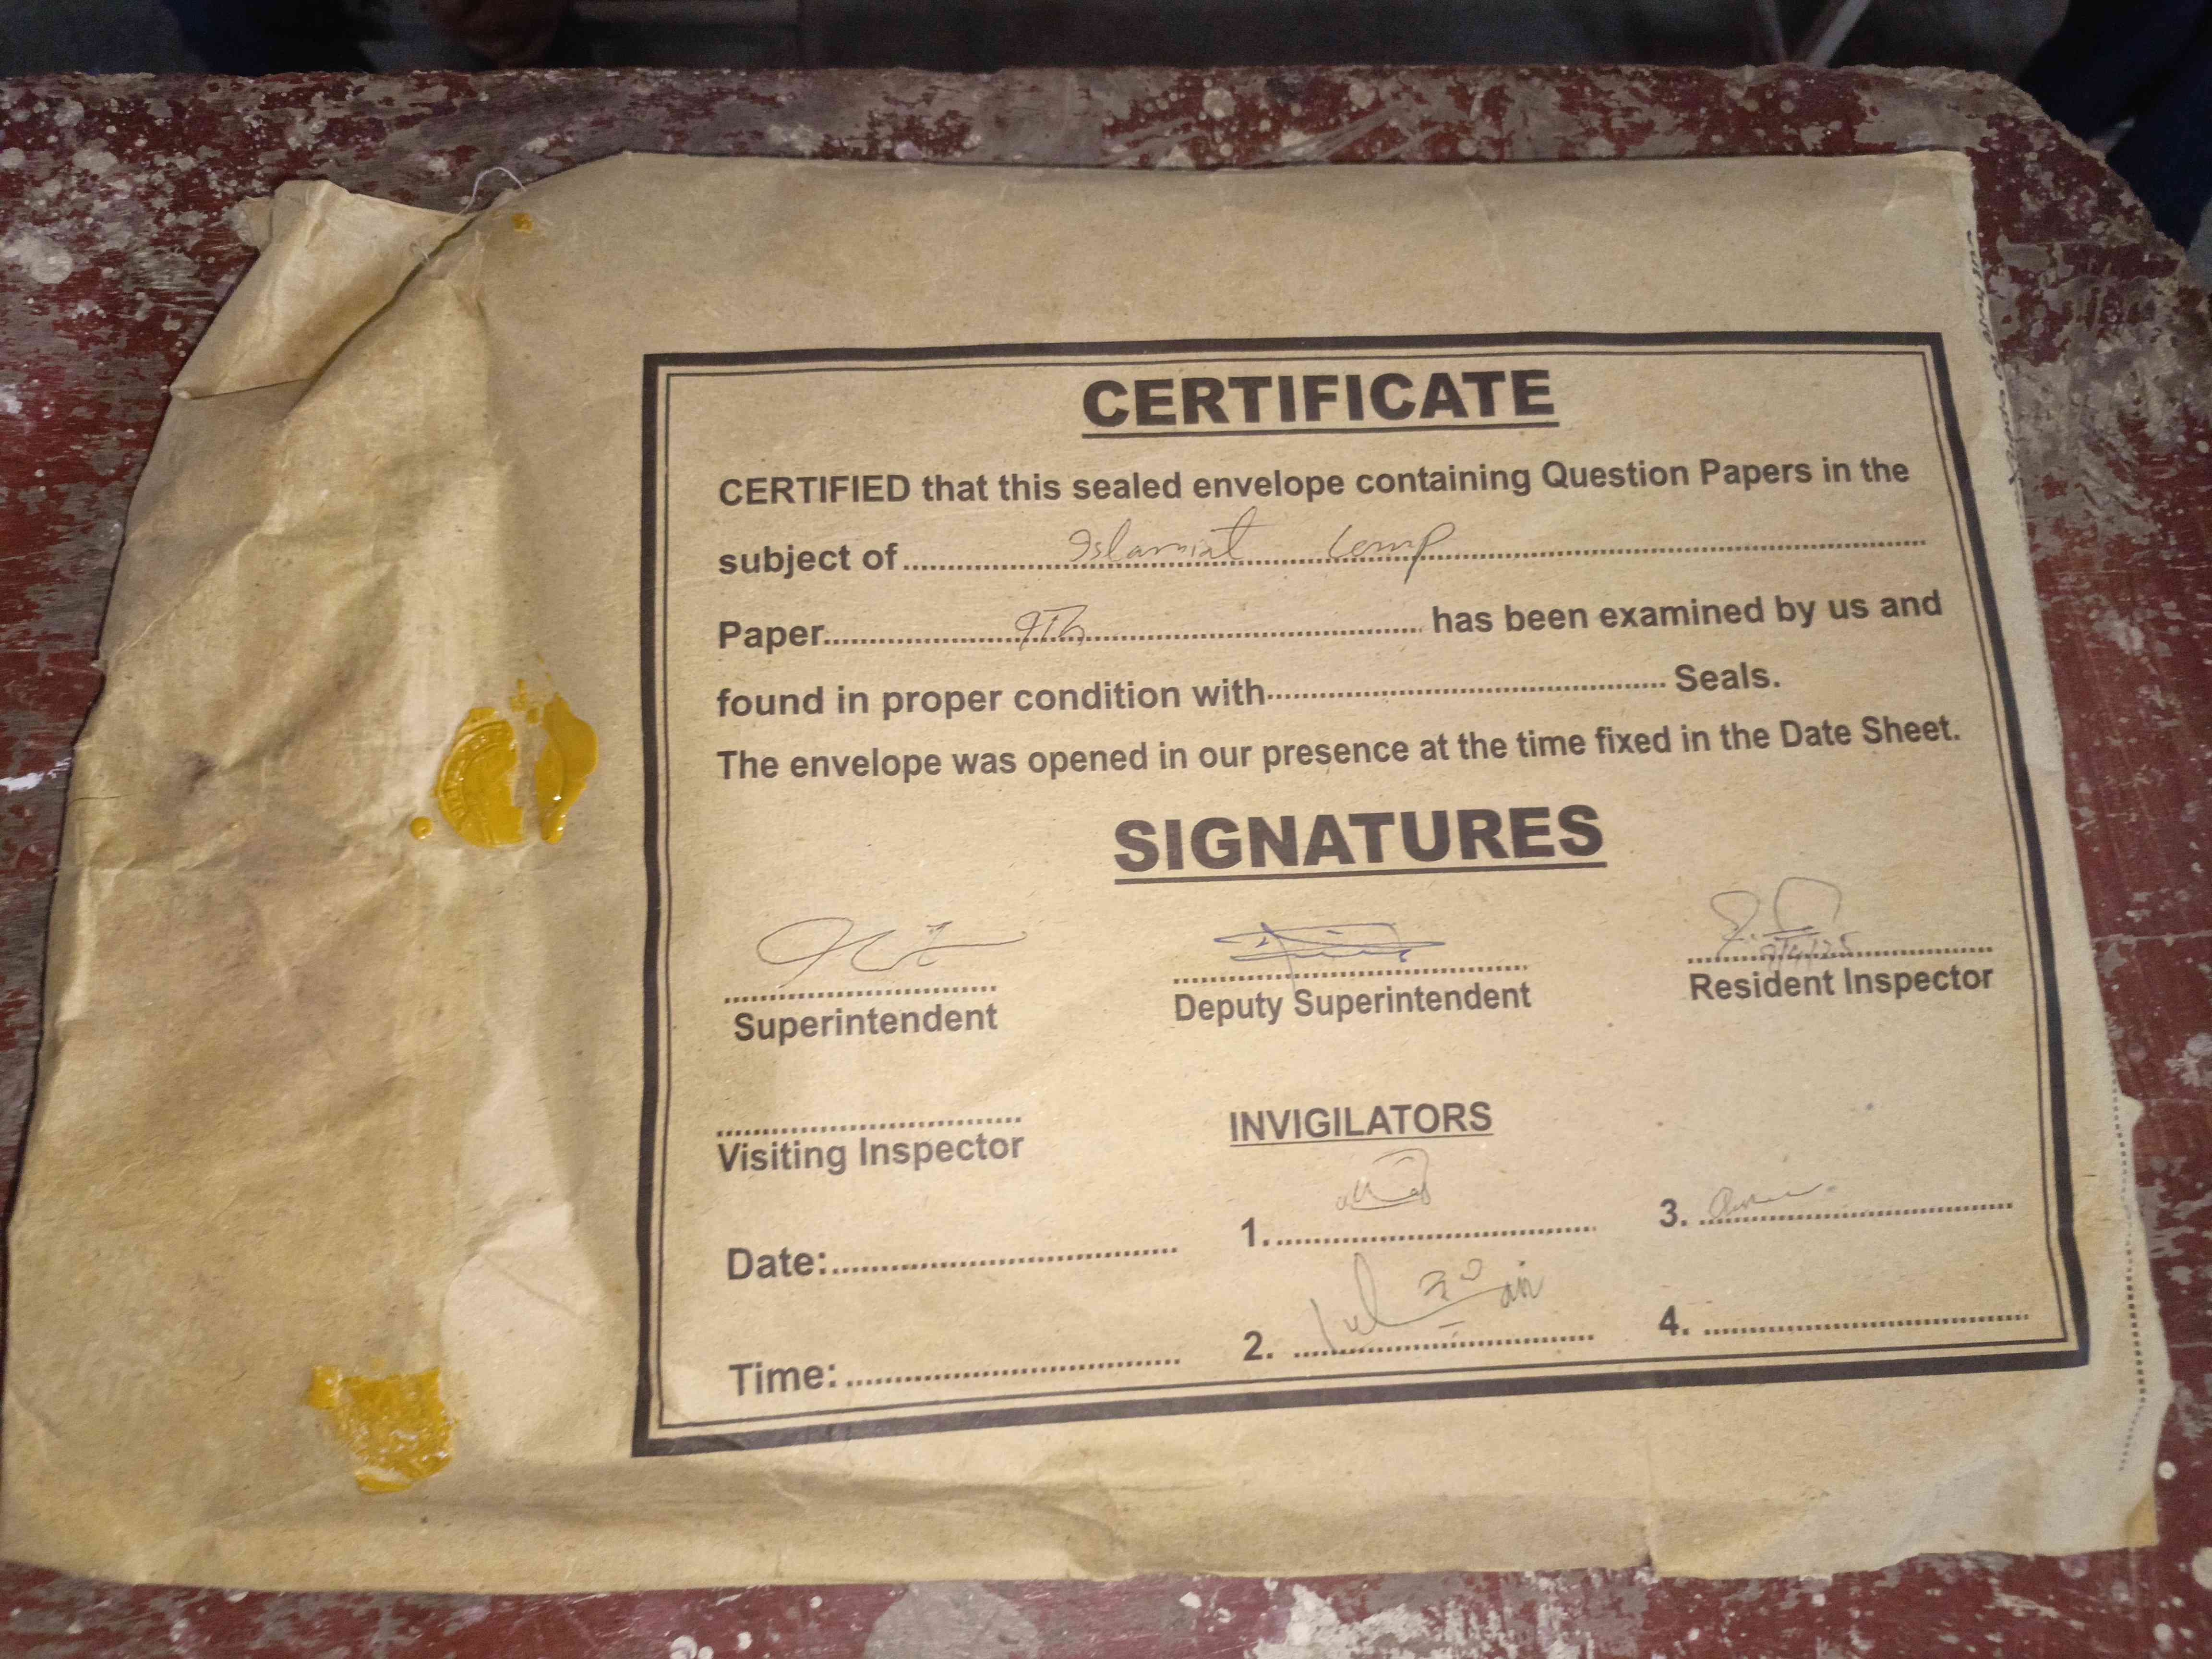 CERTIFICATE
CERTIFIED that this sealed envelope containing Question Papers in the
subject of.......... Islamiat comp ..........
Paper.......... 9Th .......... has been examined by us and
found in proper condition with.......... Seals.
The envelope was opened in our presence at the time fixed in the Date Sheet.
SIGNATURES
Superintendent Deputy Superintendent Resident Inspector
Visiting Inspector
INVIGILATORS
Date:..........
1...........
3...........
Time:..........
2...........
4...........